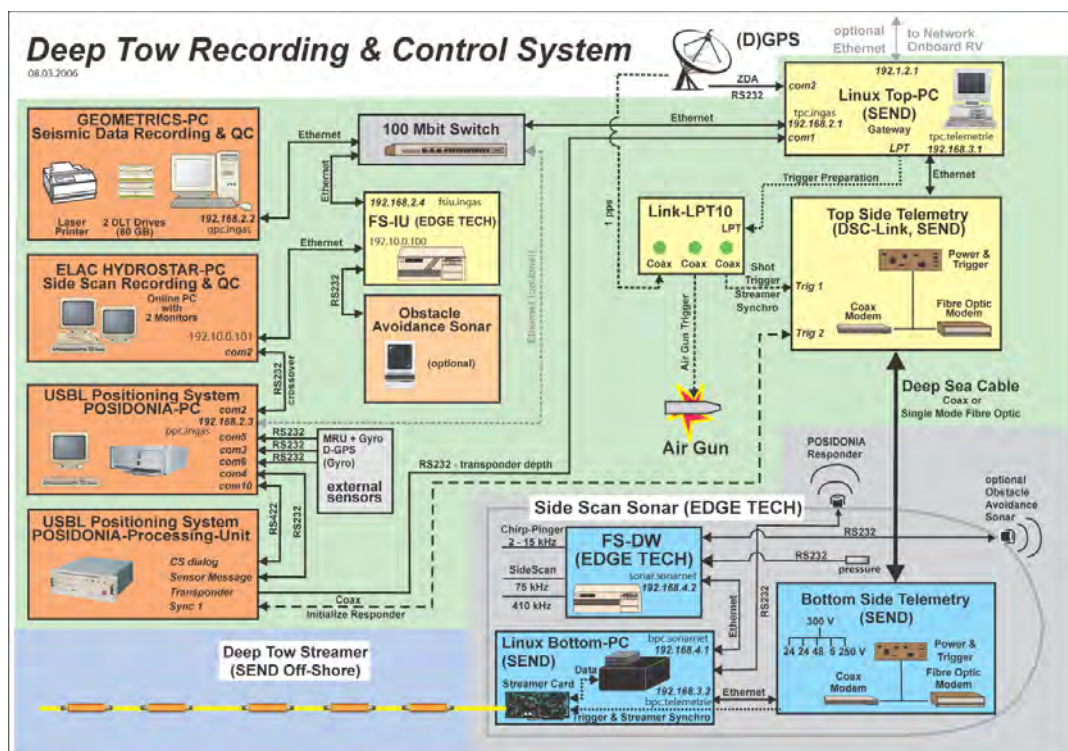 Deep Tow Recording & Control System
08.03.2006
(D)GPS
optional
Ethernet
to Network
Onboard RV
ZDA
RS232
192.1.2.1
com2
Linux Top-PC
(SEND)
Gateway
tpc.ingas
192.168.2.1
com1
tpc.telemetrie
LPT
192.168.3.1
Ethernet
Trigger Preparation
Ethernet
GEOMETRICS-PC
Seismic Data Recording & QC
Laser
Printer
2 DLT Drives
(80 GB)
192.168.2.2
gpc.ingas
Ethernet
100 Mbit Switch
Ethernet
192.168.2.4
fsiu.ingas
FS-IU
(EDGE TECH)
192.10.0.100
Ethernet
RS232
Ethernet (optional)
1 pps
Link-LPT10
LPT
Coax
Coax
Coax
Shot
Trigger
Streamer
Synchro
Air Gun Trigger
Air Gun
Top Side Telemetry
(DSC-Link, SEND)
Power &
Trigger
Trig 1
Coax
Modem
Fibre Optic
Modem
Trig 2
ELAC HYDROSTAR-PC
Side Scan Recording & QC
Online PC
with
2 Monitors
192.10.0.101
com2
Obstacle
Avoidance Sonar
(optional)
RS232
crossover
USBL Positioning System
POSIDONIA-PC
com2
192.168.2.3
ppc.ingas
com5
com3
com6
com4
com10
RS232
RS232
RS232
MRU + Gyro
D-GPS
(Gyro)
external
sensors
RS422
RS232
RS232 - transponder depth
Deep Sea Cable
Coax or
Single Mode Fibre Optic
USBL Positioning System
POSIDONIA-Processing-Unit
CS dialog
Sensor Message
Transponder
Sync 1
Coax
Initialize Responder
POSIDONIA
Responder
optional
Obstacle
Avoidance
Sonar
Side Scan Sonar (EDGE TECH)
Chirp-Pinger
2 - 15 kHz
SideScan
75 kHz
410 kHz
FS-DW
(EDGE TECH)
sonar.sonarnet
192.168.4.2
RS232
RS232
pressure
Ethernet
RS232
Deep Tow Streamer
(SEND Off-Shore)
Linux Bottom-PC
(SEND)
bpc.sonarnet
192.168.4.1
Data
Streamer Card
192.168.3.2
bpc.telemetrie
Trigger & Streamer Synchro
Ethernet
Bottom Side Telemetry
(SEND)
300 V
24 24 48 5 250 V
Power &
Trigger
Coax
Modem
Fibre Optic
Modem